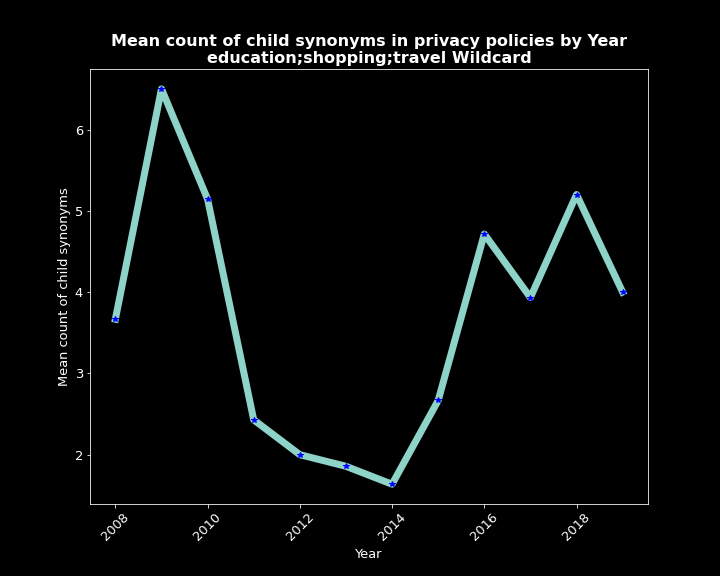 Mean count of child synonyms in privacy policies by Year
education;shopping;travel Wildcard
Mean count of child synonyms
6
5
4
3
2
2008
2010
2012
2014
2016
2018
Year